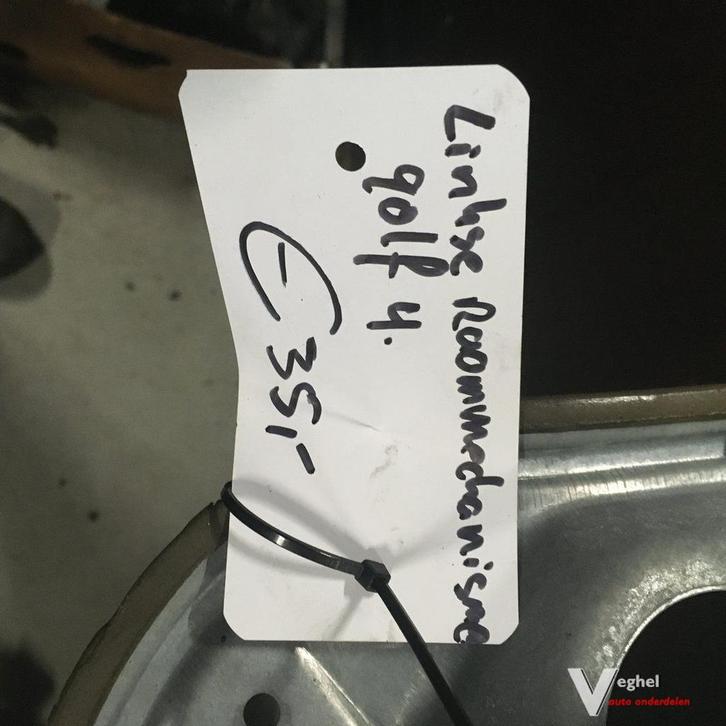 Linkse Raammechanisme
golf 4.
€ 35,-
Veghel
auto onderdelen